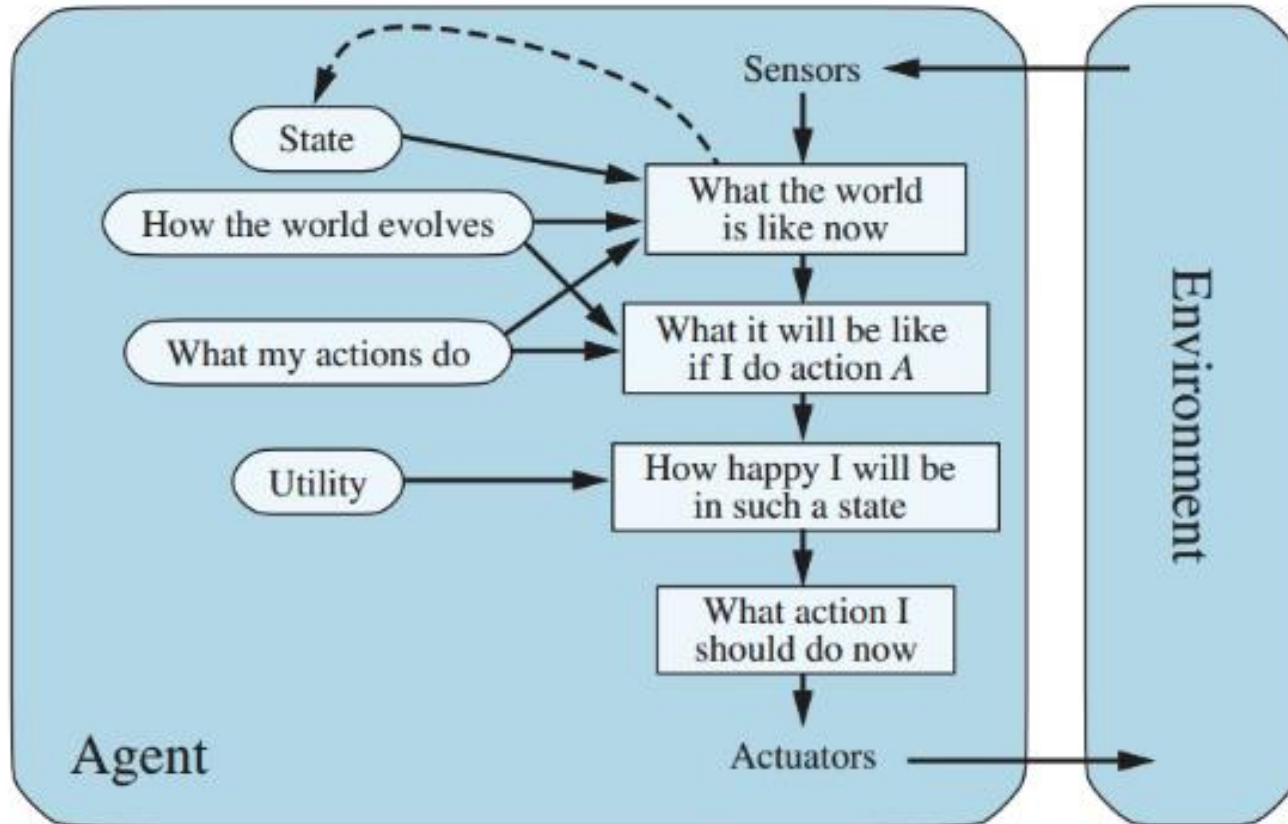 Sensors
State
What the world
is like now
How the world evolves
What it will be like
if I do action A
What my actions do
How happy I will be
in such a state
Utility
What action I
should do now
Actuators
Agent
Environment